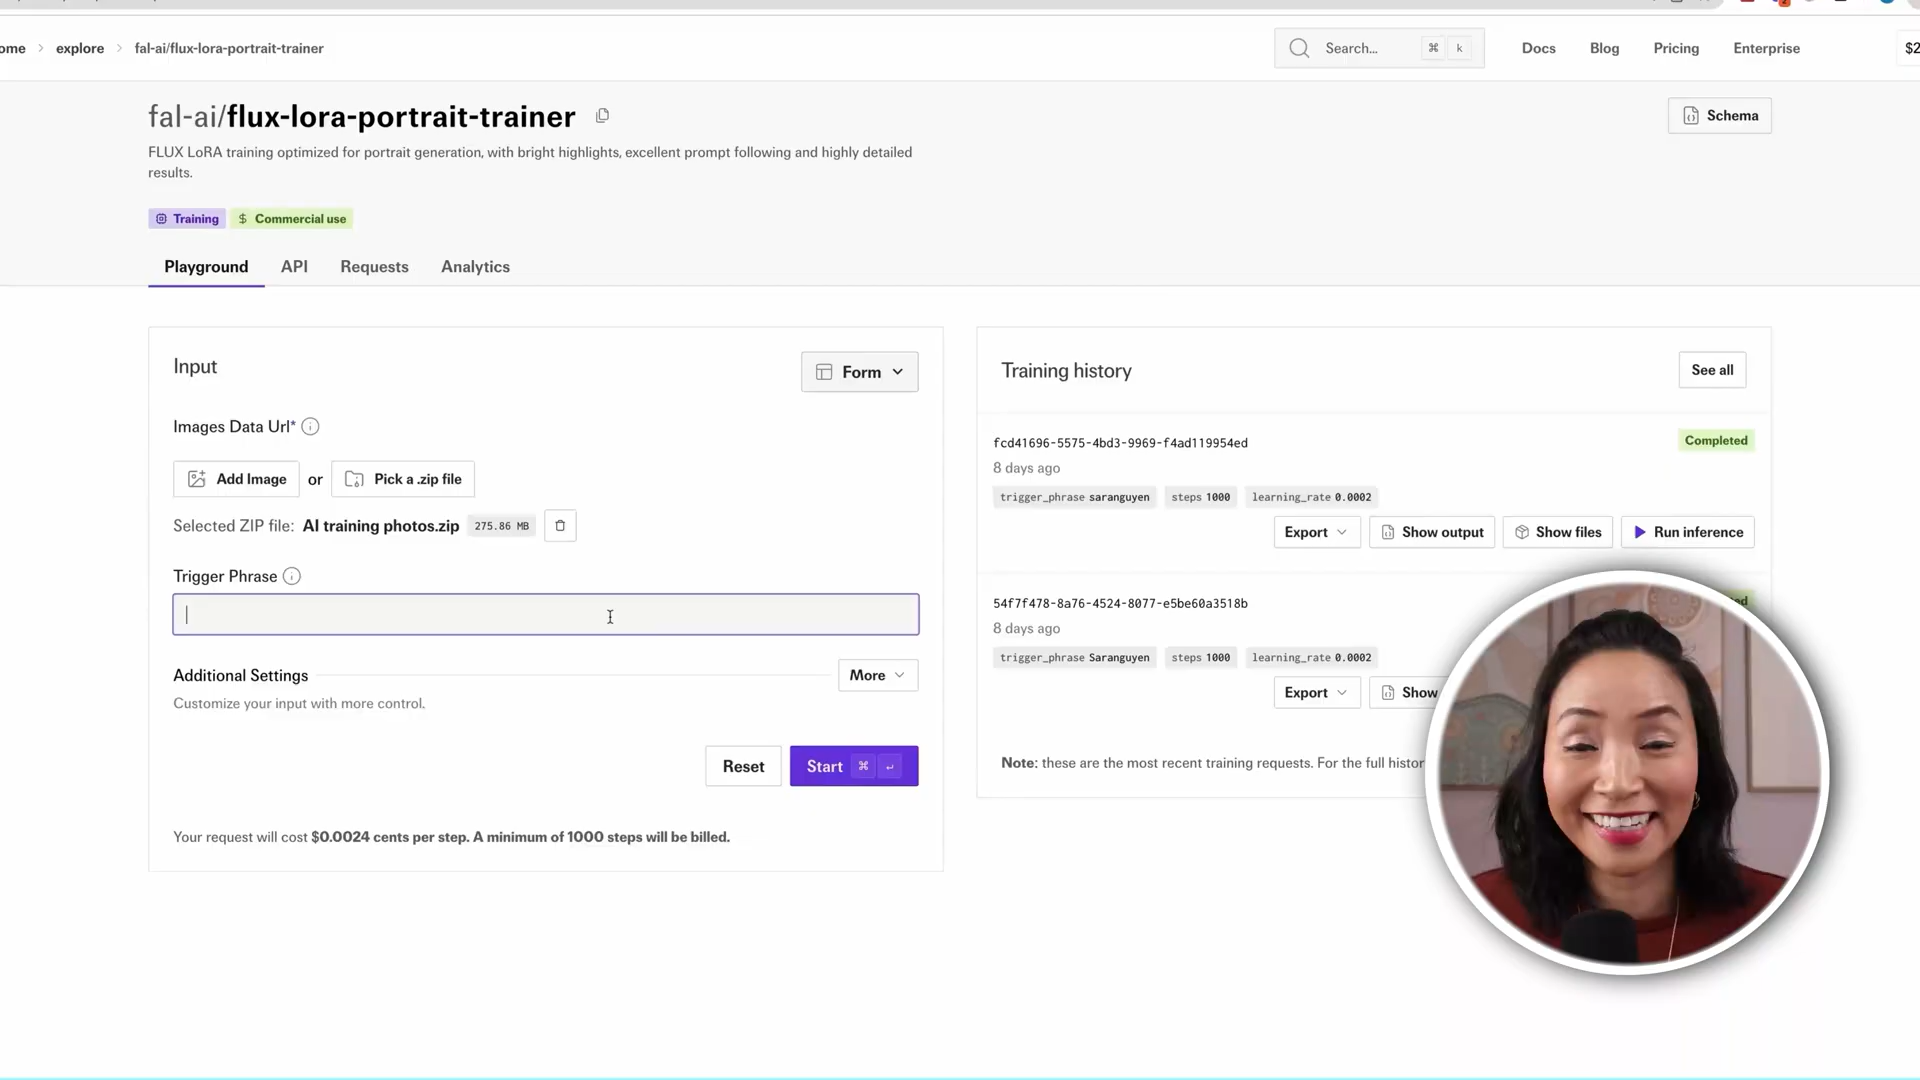 ome > explore > fal-ai/flux-lora-portrait-trainer
Search... ⌘ k
Docs Blog Pricing Enterprise
fal-ai/flux-lora-portrait-trainer
Schema
FLUX LoRA training optimized for portrait generation, with bright highlights, excellent prompt following and highly detailed
results.
Training $ Commercial use
Playground API Requests Analytics
Input
Form
Images Data Url*
Add Image or Pick a .zip file
Selected ZIP file: AI training photos.zip 275.86 MB
Trigger Phrase
Additional Settings
More
Customize your input with more control.
Reset
Start ⌘ ↵
Your request will cost $0.0024 cents per step. A minimum of 1000 steps will be billed.
Training history
See all
fcd41696-5575-4bd3-9969-f4ad119954ed
Completed
8 days ago
trigger_phrase saranguyen steps 1000 learning_rate 0.0002
Export Show output Show files Run inference
54f7f478-8a76-4524-8077-e5be60a3518b
ed
8 days ago
trigger_phrase Saranguyen steps 1000 learning_rate 0.0002
Export Show
Note: these are the most recent training requests. For the full histor